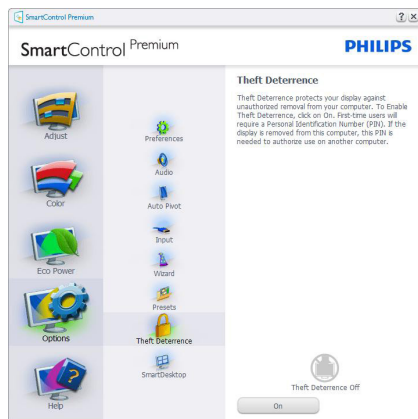 SmartControl Premium
SmartControl Premium
PHILIPS
Adjust
Color
Eco Power
Options
Help
Preferences
Audio
Auto Pivot
Input
Wizard
Presets
Theft Deterrence
SmartDesktop
Theft Deterrence
Theft Deterrence protects your display against
unauthorized removal from your computer. To Enable
Theft Deterrence, click on On. First-time users will
require a Personal Identification Number (PIN). If the
display is removed from this computer, this PIN is
needed to authorize use on another computer.
Theft Deterrence Off
On